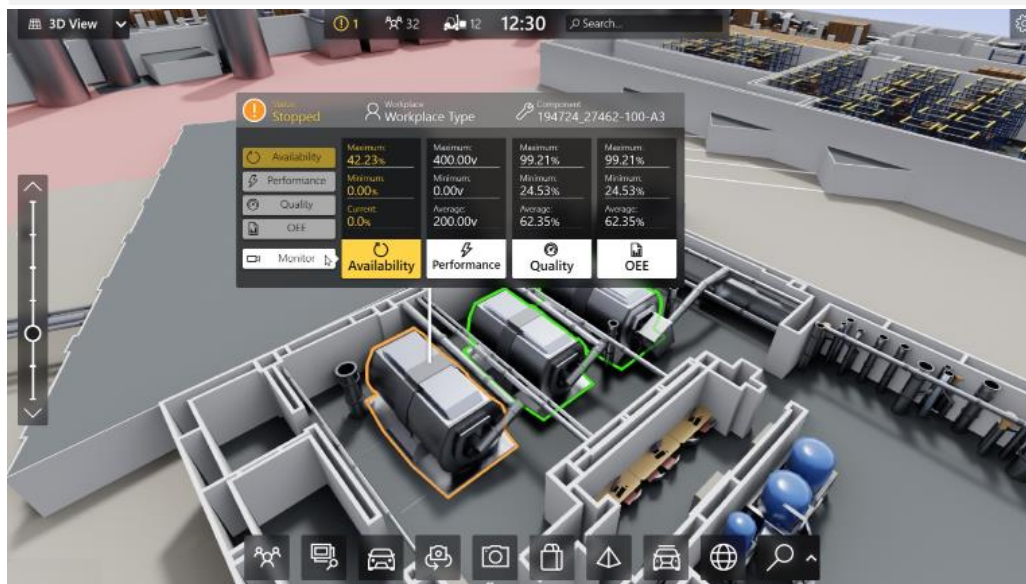 3D View
1
32
12
12:30
Search...
Status
Stopped
Workplace
Workplace Type
Component
194724_27462-100-A3
Availability
Performance
Quality
OEE
Monitor
Maximum:
42.23%
Minimum:
0.00%
Current:
0.0%
Availability
Maximum:
400.00v
Minimum:
0.00v
Average:
200.00v
Performance
Maximum:
99.21%
Minimum:
24.53%
Average:
62.35%
Quality
Maximum:
99.21%
Minimum:
24.53%
Average:
62.35%
OEE